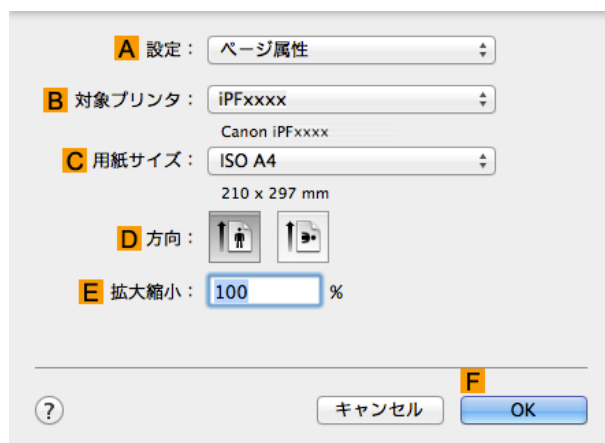 A 設定： ページ属性
B 対象プリンタ： iPFxxxx
Canon iPFxxxx
C 用紙サイズ： ISO A4
210 x 297 mm
D 方向：
E 拡大縮小： 100 %
F
? キャンセル OK